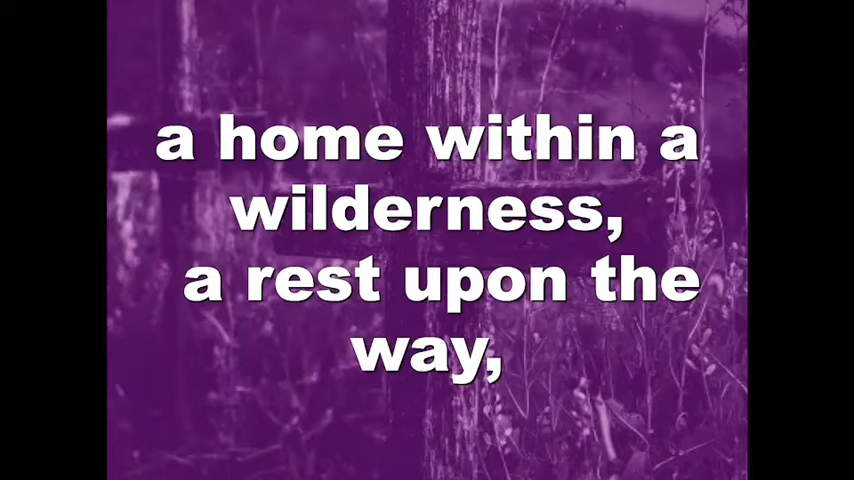 a home within a
wilderness,
a rest upon the
way,